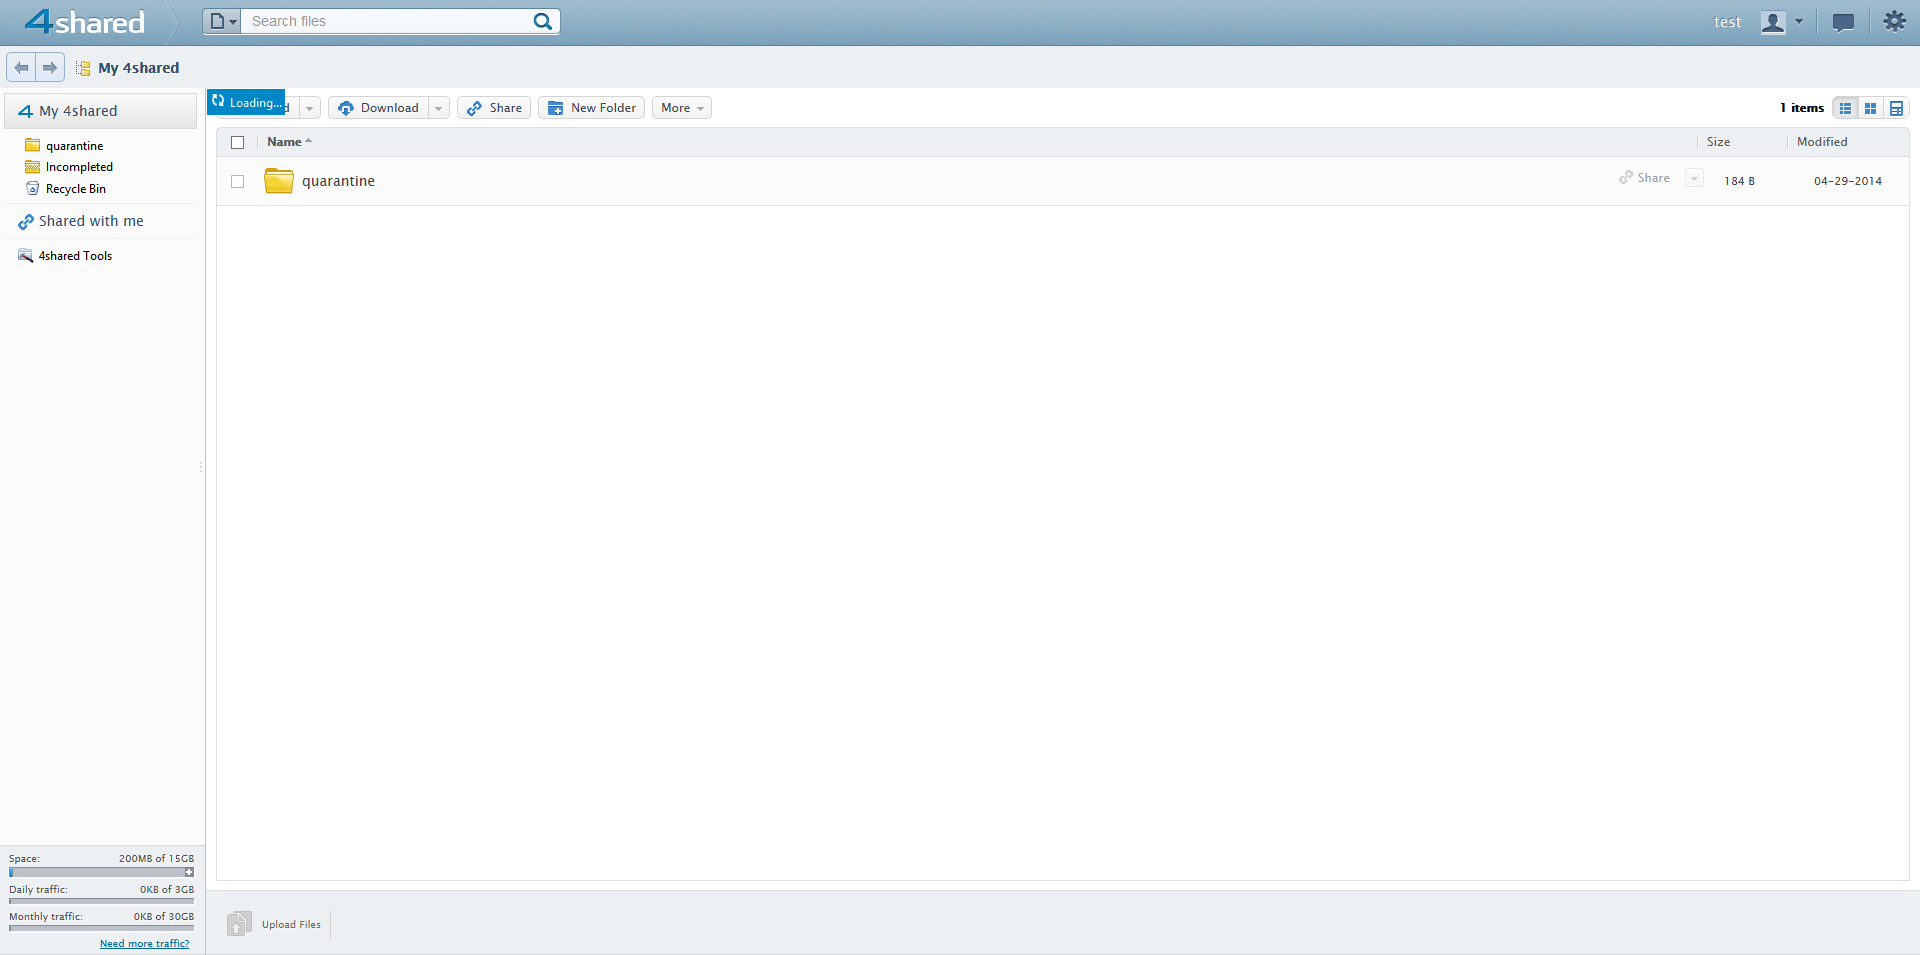 4shared
Search files
test
My 4shared
My 4shared
quarantine
Incompleted
Recycle Bin
Shared with me
4shared Tools
Loading...
d
Download
Share
New Folder
More
1 items
Name
Size
Modified
quarantine
Share
184 B
04-29-2014
Space: 200MB of 15GB
Daily traffic: 0KB of 3GB
Monthly traffic: 0KB of 30GB
Need more traffic?
Upload Files